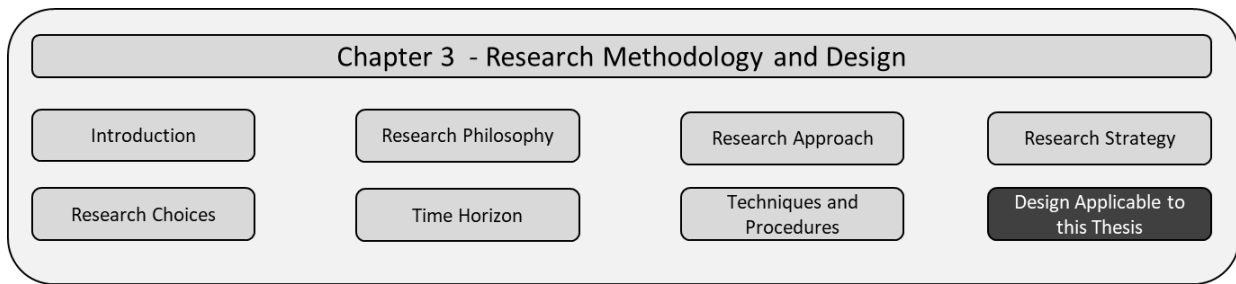 Chapter 3  - Research Methodology and Design
Introduction
Research Philosophy
Research Approach
Research Strategy
Research Choices
Time Horizon
Techniques and
Procedures
Design Applicable to
this Thesis